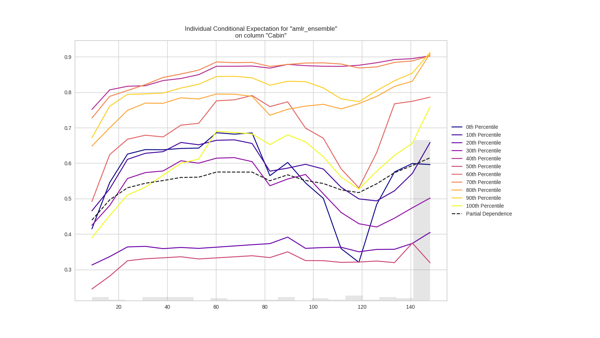 Individual Conditional Expectation for "amlr_ensemble"
on column "Cabin"
0.9
0.8
0.7
0.6
0.5
0.4
0.3
20
40
60
80
100
120
140
0th Percentile
10th Percentile
20th Percentile
30th Percentile
40th Percentile
50th Percentile
60th Percentile
70th Percentile
80th Percentile
90th Percentile
100th Percentile
Partial Dependence